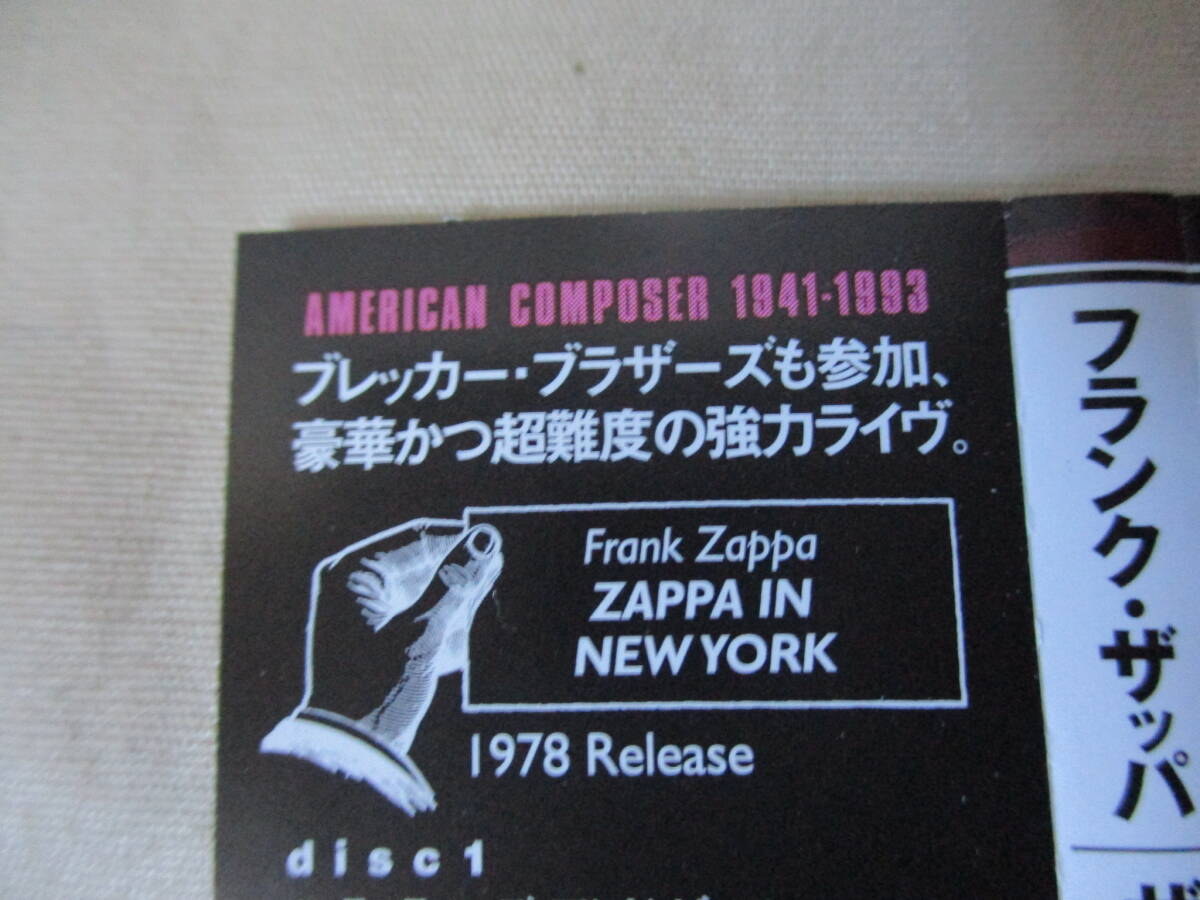 AMERICAN COMPOSER 1941-1993
ブレッカー・ブラザーズも参加、
豪華かつ超難度の強力ライヴ。
Frank Zappa
ZAPPA IN
NEW YORK
1978 Release
disc 1
フランク・ザッパ